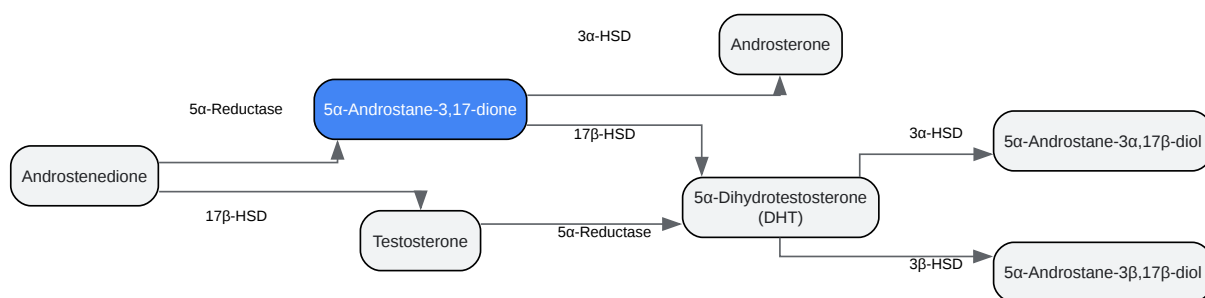 3α-HSD
Androsterone
5α-Reductase
5α-Androstane-3,17-dione
17β-HSD
3α-HSD
5α-Androstane-3α,17β-diol
Androstenedione
5α-Dihydrotestosterone
(DHT)
17β-HSD
Testosterone
5α-Reductase
3β-HSD
5α-Androstane-3β,17β-diol